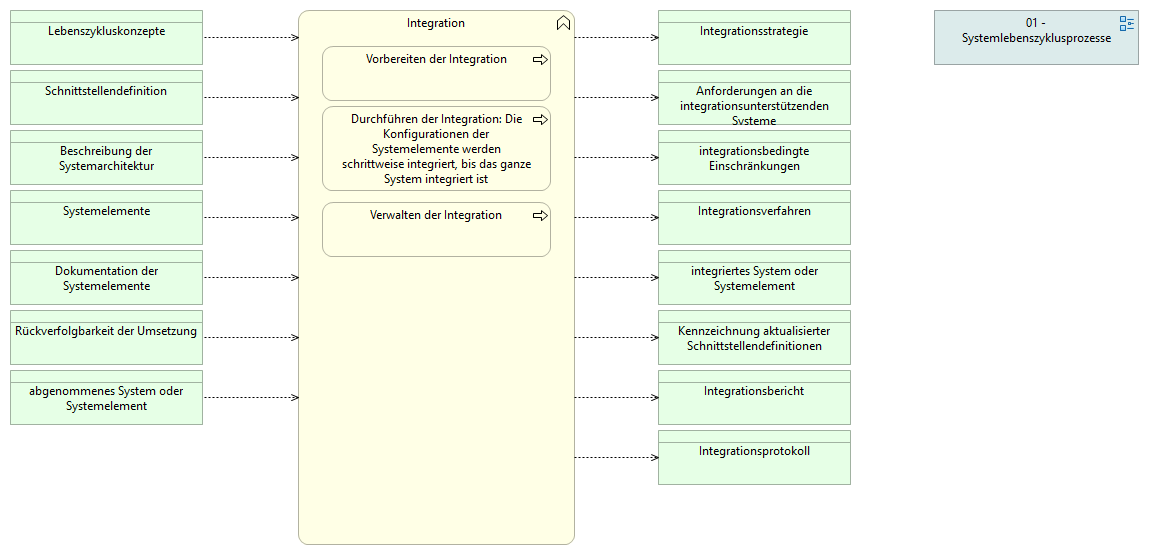 Lebenszykluskonzepte
Schnittstellendefinition
Beschreibung der
Systemarchitektur
Systemelemente
Dokumentation der
Systemelemente
Rückverfolgbarkeit der Umsetzung
abgenommenes System oder
Systemelement
Integration
Vorbereiten der Integration
Durchführen der Integration: Die
Konfigurationen der
Systemelemente werden
schrittweise integriert, bis das ganze
System integriert ist
Verwalten der Integration
Integrationsstrategie
Anforderungen an die
integrationsunterstützenden
Systeme
integrationsbedingte
Einschränkungen
Integrationsverfahren
integriertes System oder
Systemelement
Kennzeichnung aktualisierter
Schnittstellendefinitionen
Integrationsbericht
Integrationsprotokoll
01 -
Systemlebenszyklusprozesse